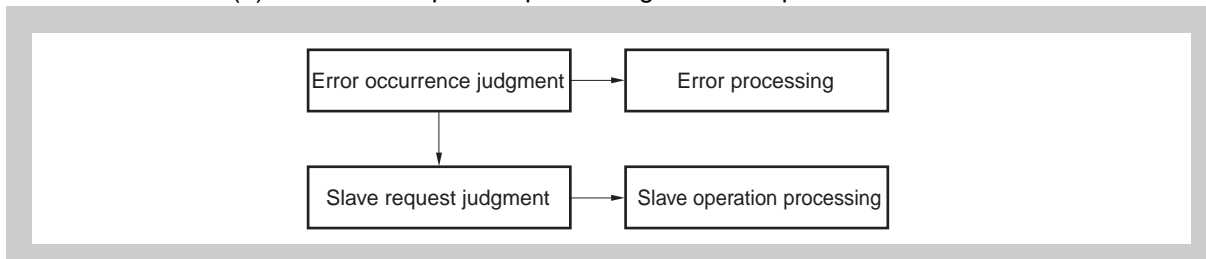 Error occurrence judgment
Error processing
Slave request judgment
Slave operation processing